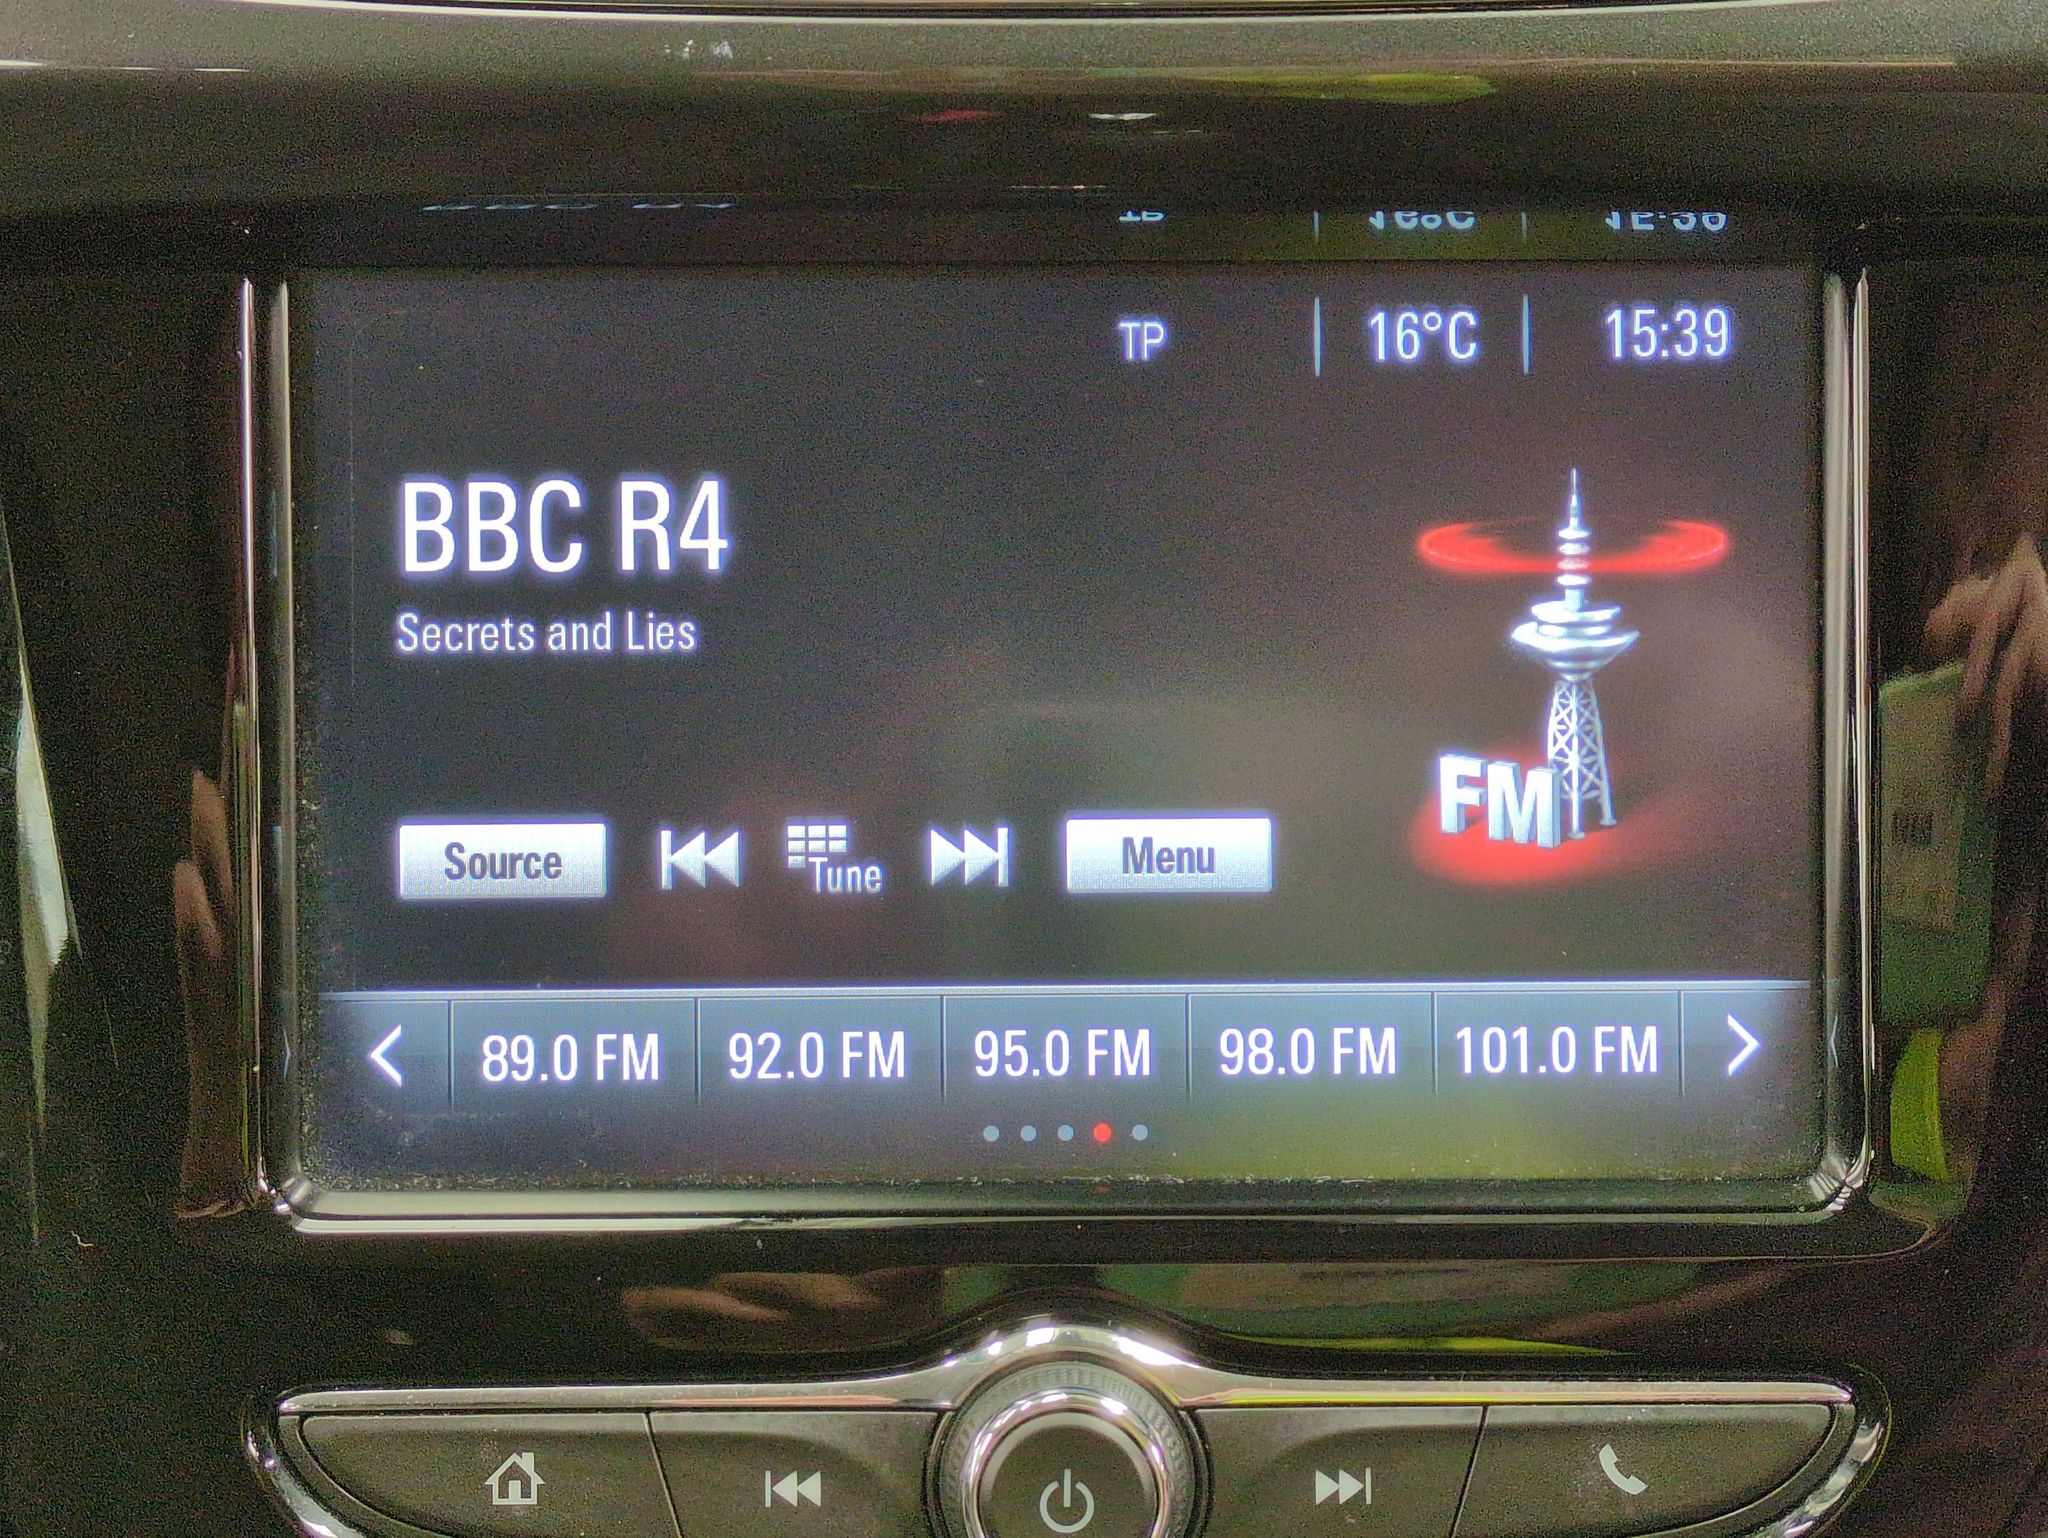 TP 16°C 15:39
BBC R4
Secrets and Lies
Source Tune Menu
FM
89.0 FM 92.0 FM 95.0 FM 98.0 FM 101.0 FM